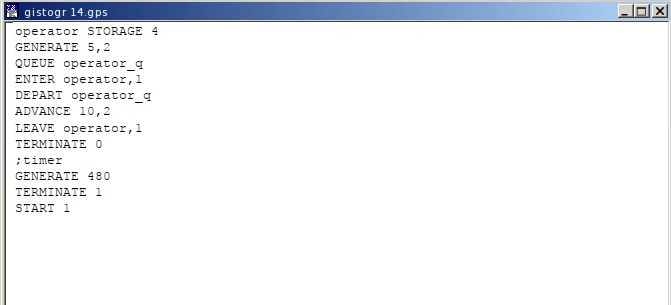 gistogr 14.gps
operator STORAGE 4
GENERATE 5,2
QUEUE operator_q
ENTER operator,1
DEPART operator_q
ADVANCE 10,2
LEAVE operator,1
TERMINATE 0
;timer
GENERATE 480
TERMINATE 1
START 1